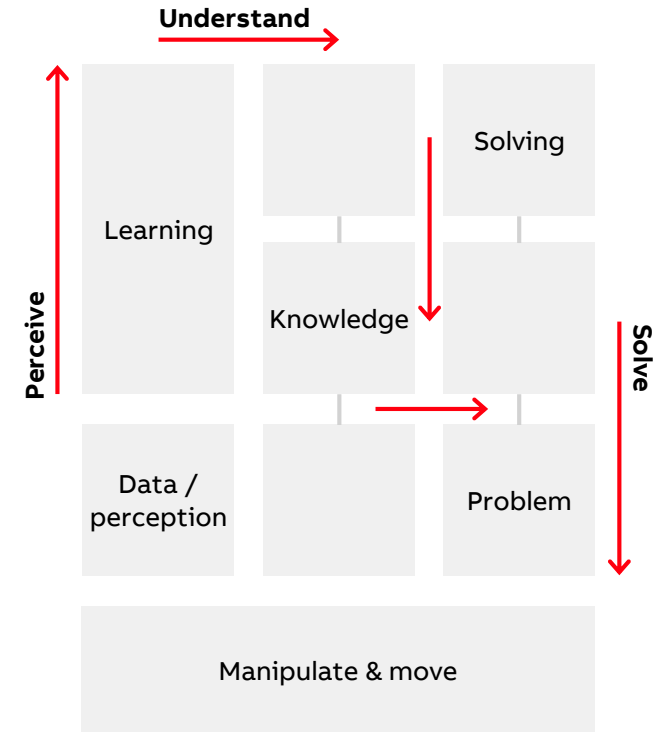 Understand
Solving
Learning
Knowledge
Perceive
Solve
Data /
perception
Problem
Manipulate & move